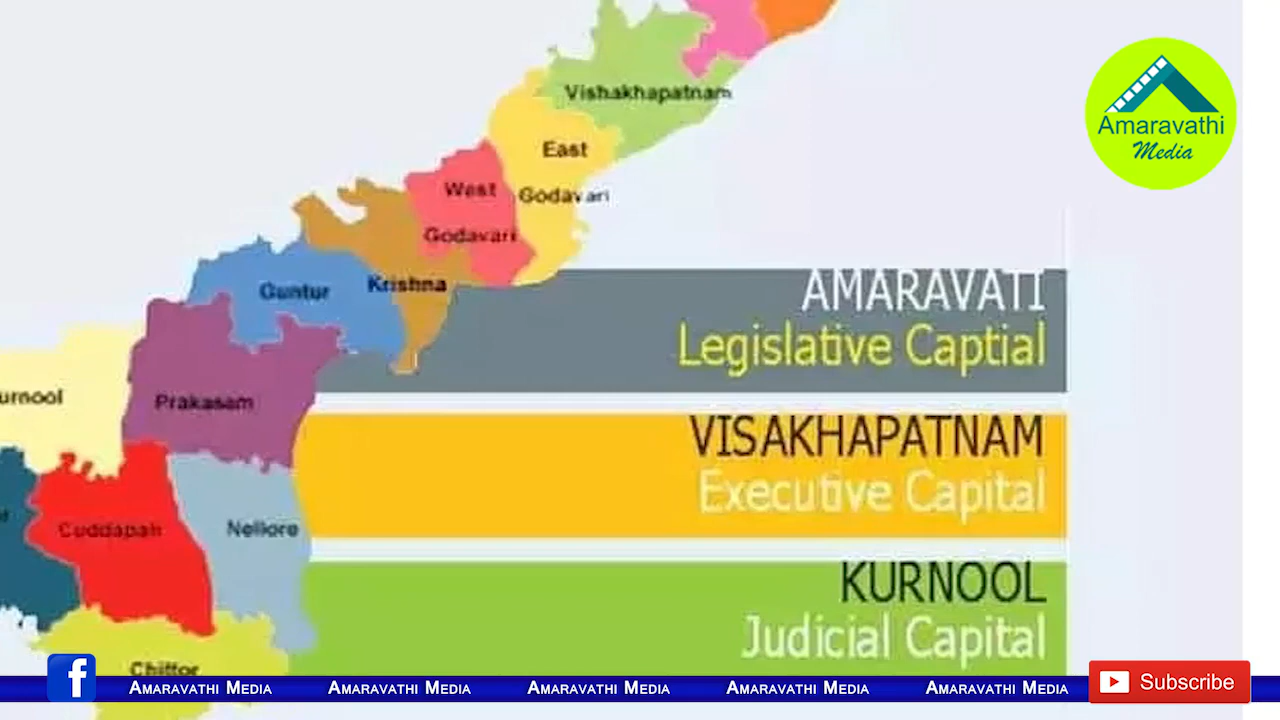 Vishakhapatnam
East
Godavari
West
Godavari
Krishna
Guntur
Prakasam
urnool
Cuddapah
Nellore
Chittor
Amaravathi
Media
AMARAVATI
Legislative Captial
VISAKHAPATNAM
Executive Capital
KURNOOL
Judicial Capital
f
Amaravathi Media Amaravathi Media Amaravathi Media Amaravathi Media Amaravathi Media
Subscribe